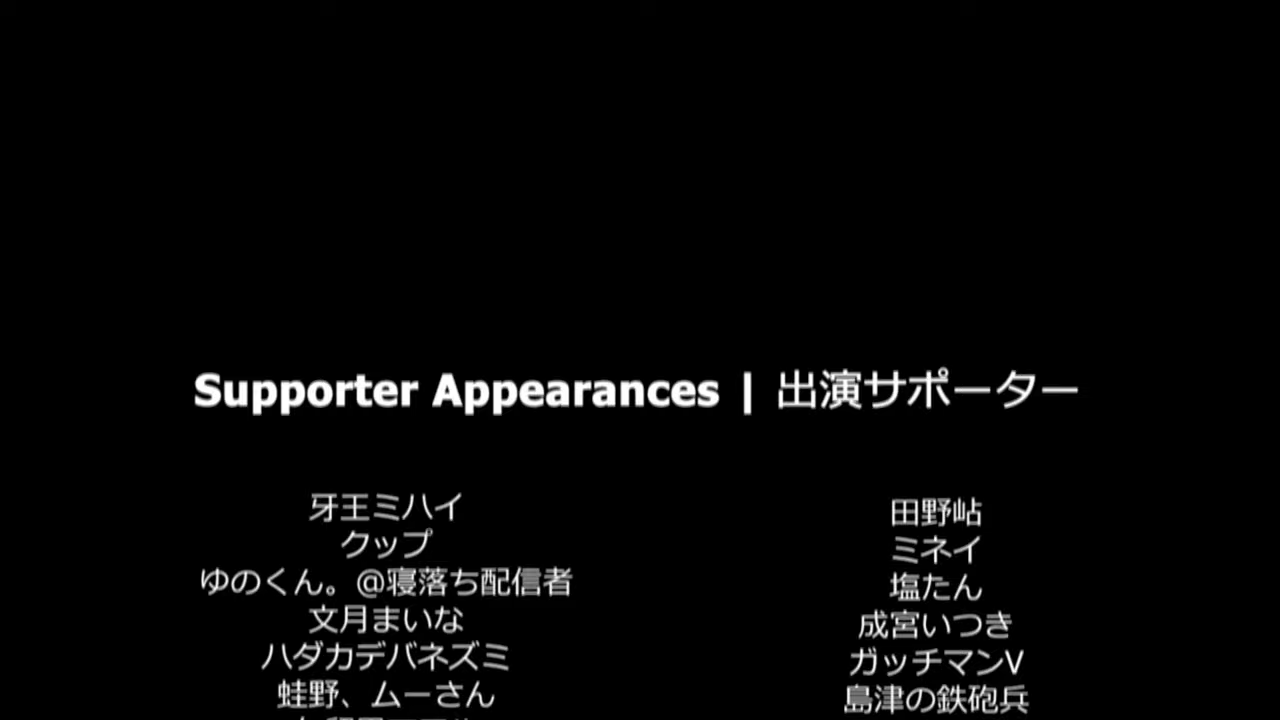 Supporter Appearances | 出演サポーター
牙王ミハイ
クップ
ゆのくん。@寝落ち配信者
文月まいな
ハダカデバネズミ
蛙野、ムーさん
田野岾
ミネイ
塩たん
成宮いつき
ガッチマンV
島津の鉄砲兵